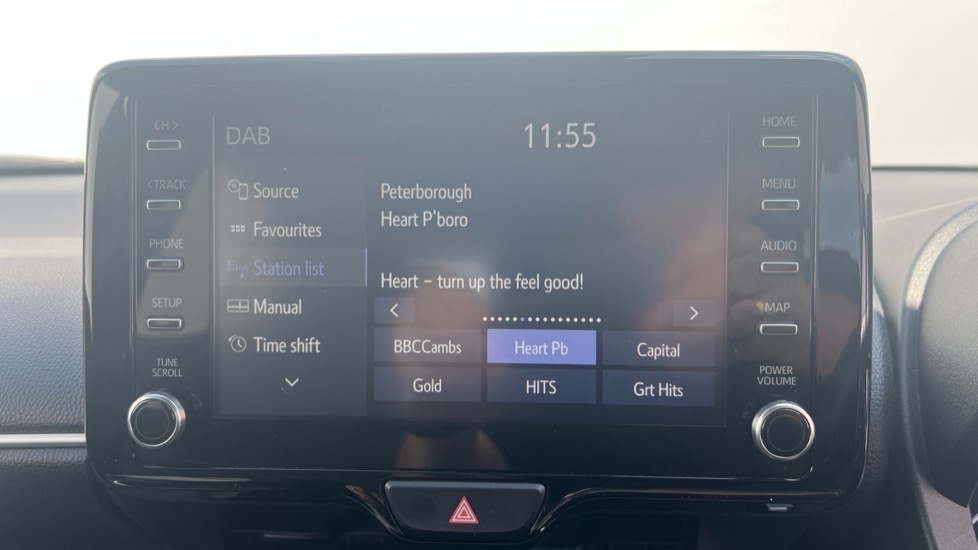 CH >
< TRACK
PHONE
SETUP
TUNE
SCROLL
DAB
11:55
Source
Favourites
Station list
Manual
Time shift
Peterborough
Heart P'boro
Heart – turn up the feel good!
< >
BBCCambs Heart Pb Capital
Gold HITS Grt Hits
HOME
MENU
AUDIO
MAP
POWER
VOLUME